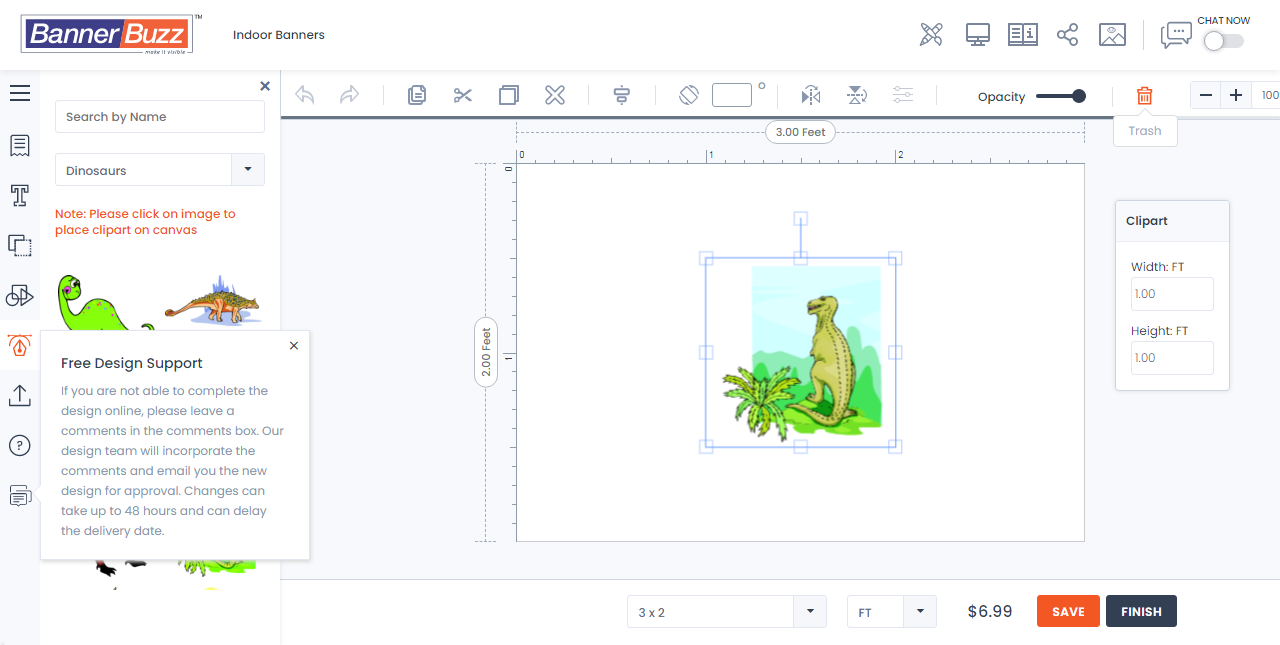 BannerBuzz
TM
make it visible
Indoor Banners
CHAT NOW
Search by Name
Dinosaurs
Note: Please click on image to
place clipart on canvas
Opacity
Trash
100
3.00 Feet
0
1
2
0
1
2.00 Feet
Clipart
Width: FT
1.00
Height: FT
1.00
Free Design Support
If you are not able to complete the
design online, please leave a
comments in the comments box. Our
design team will incorporate the
comments and email you the new
design for approval. Changes can
take up to 48 hours and can delay
the delivery date.
3 x 2
FT
$6.99
SAVE
FINISH